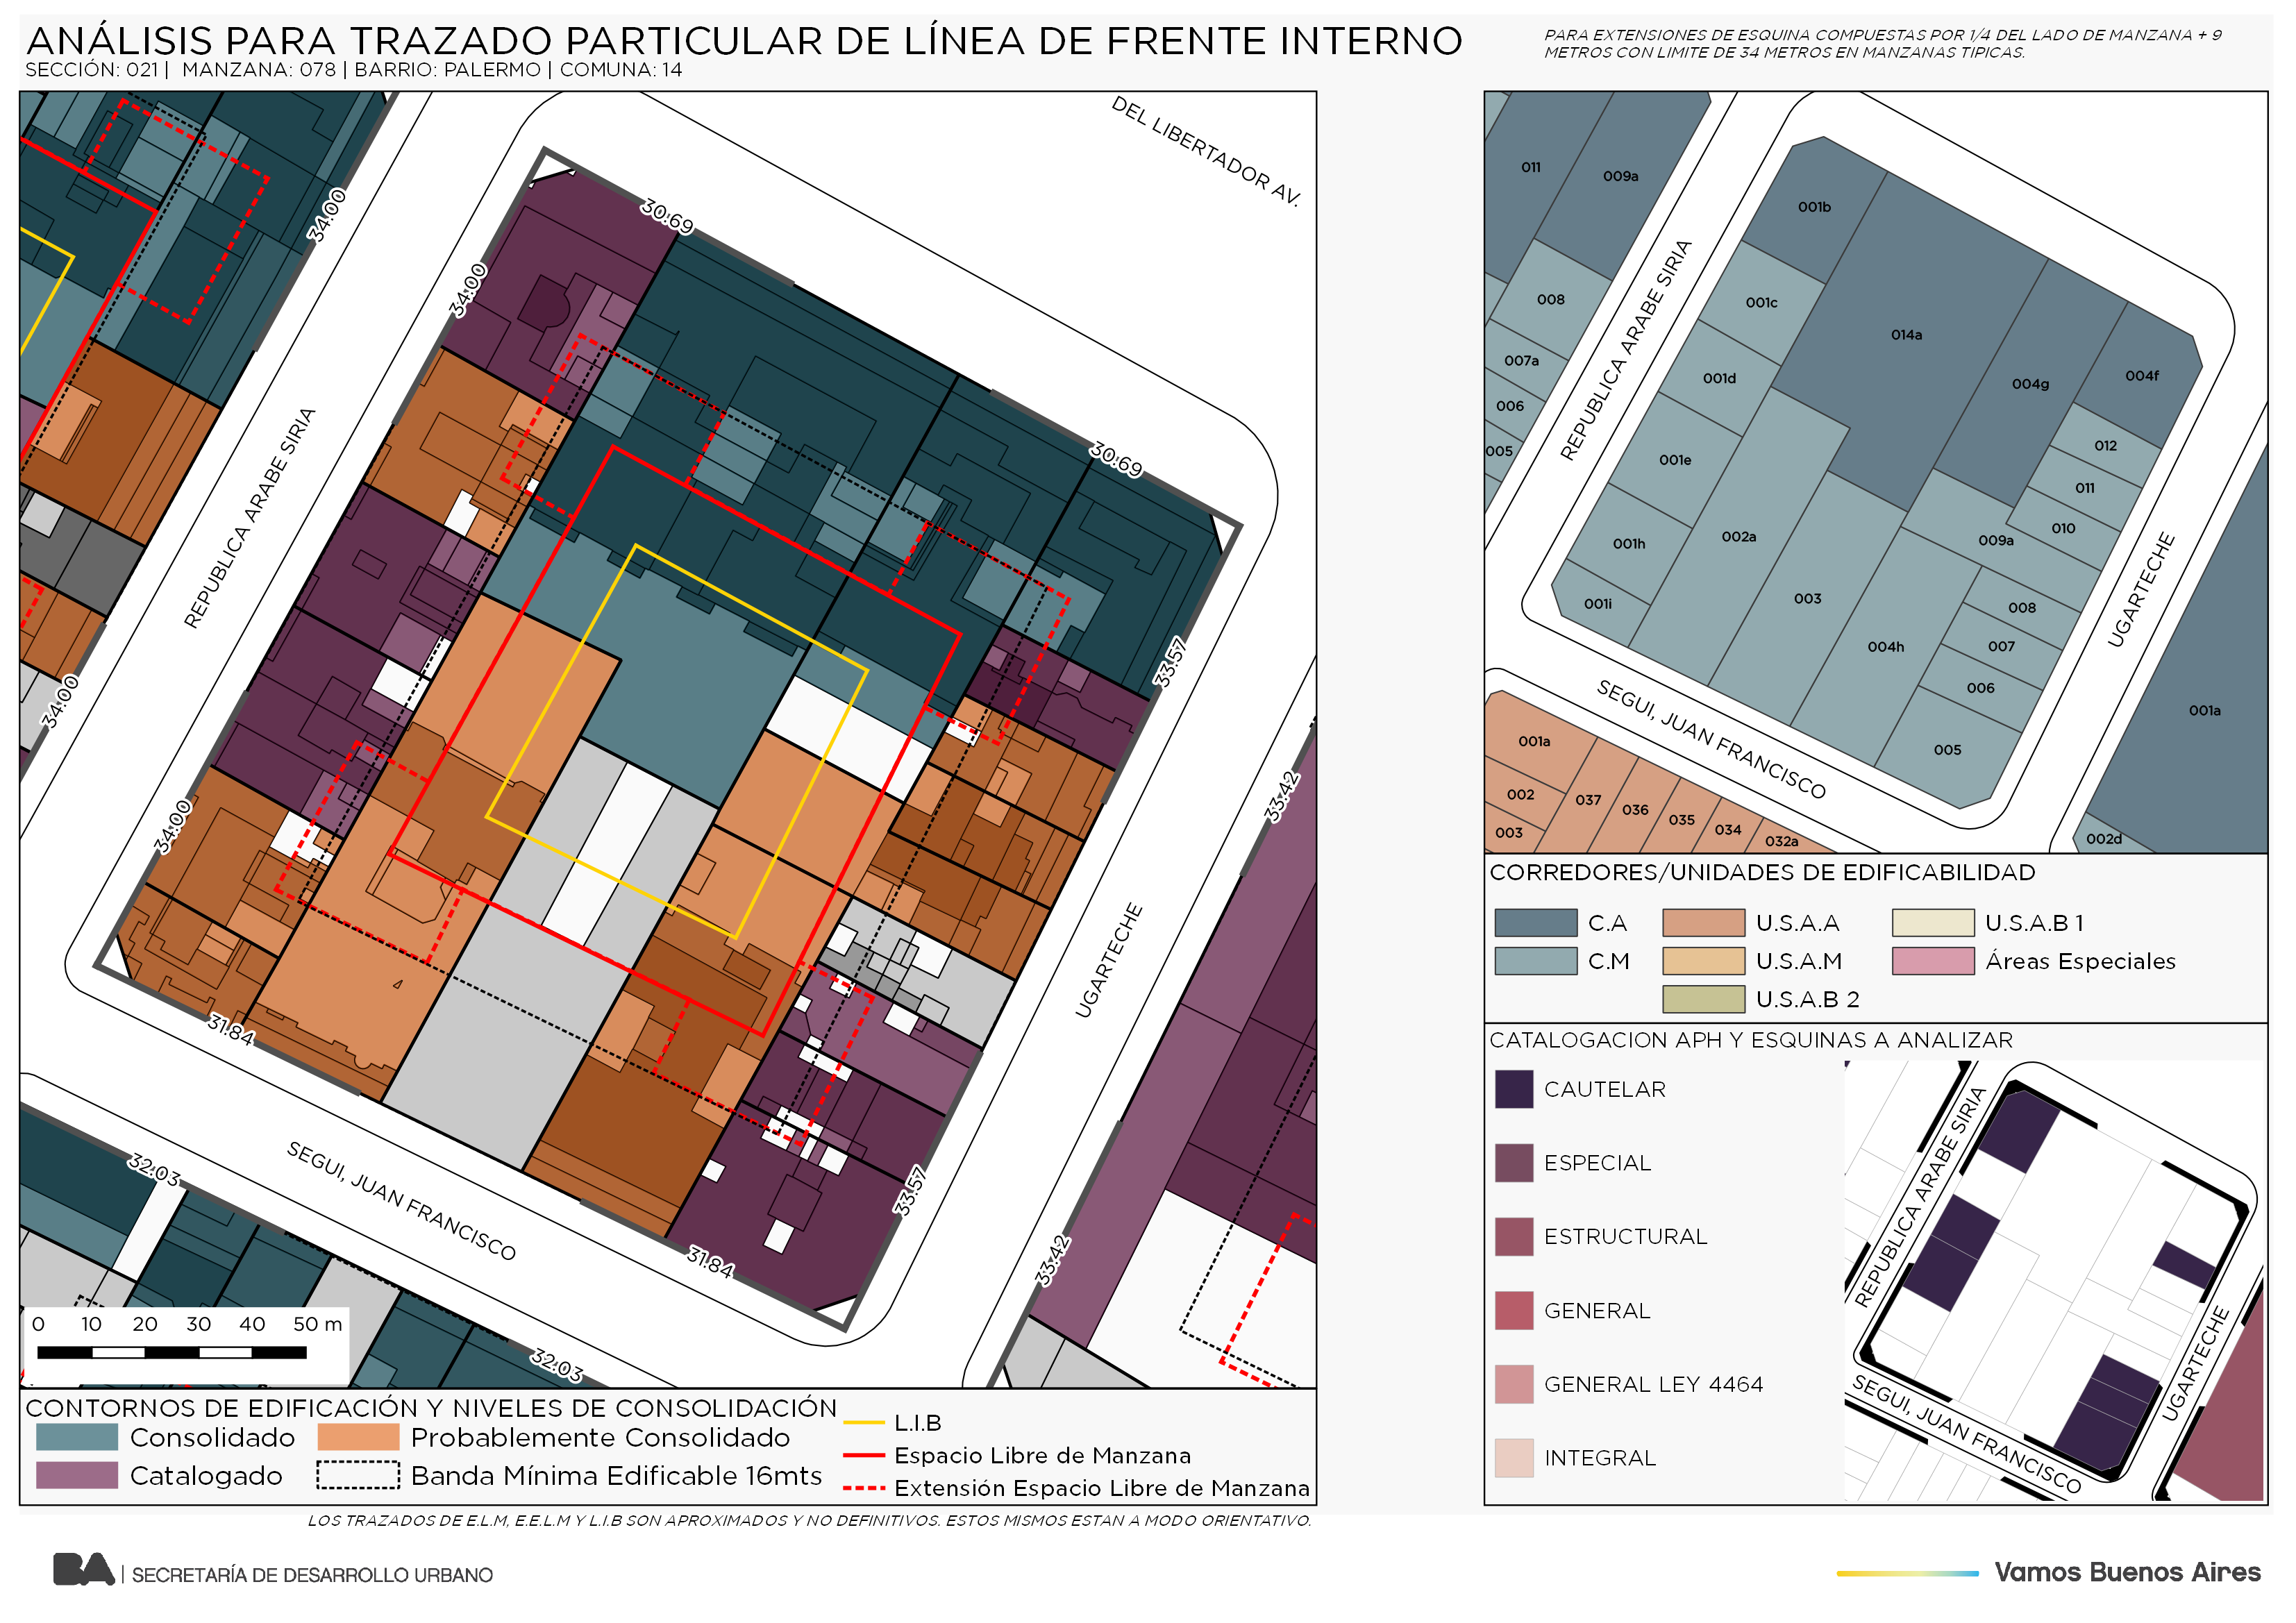 ANÁLISIS PARA TRAZADO PARTICULAR DE LÍNEA DE FRENTE INTERNO
SECCIÓN: 021 | MANZANA: 078 | BARRIO: PALERMO | COMUNA: 14
PARA EXTENSIONES DE ESQUINA COMPUESTAS POR 1/4 DEL LADO DE MANZANA + 9
METROS CON LIMITE DE 34 METROS EN MANZANAS TIPICAS.
DEL LIBERTADOR AV.
30.69
34.00
34.00
30.69
REPUBLICA ARABE SIRIA
33.57
34.00
33.42
34.00
UGARTECHE
31.84
33.57
32.03
SEGUI, JUAN FRANCISCO
31.84
33.42
32.03
0 10 20 30 40 50 m
CONTORNOS DE EDIFICACIÓN Y NIVELES DE CONSOLIDACIÓN
Consolidado
Probablemente Consolidado
Catalogado
Banda Mínima Edificable 16mts
L.I.B
Espacio Libre de Manzana
Extensión Espacio Libre de Manzana
LOS TRAZADOS DE E.L.M, E.E.L.M Y L.I.B SON APROXIMADOS Y NO DEFINITIVOS. ESTOS MISMOS ESTAN A MODO ORIENTATIVO.
011
009a
001b
008
001c
014a
007a
001d
004g
004f
006
005
001e
012
011
010
009a
001h
002a
001i
003
008
004h
007
006
005
001a
REPUBLICA ARABE SIRIA
UGARTECHE
SEGUI, JUAN FRANCISCO
001a
002
003
037
036
035
034
032a
002d
CORREDORES/UNIDADES DE EDIFICABILIDAD
C.A
U.S.A.A
U.S.A.B 1
C.M
U.S.A.M
Áreas Especiales
U.S.A.B 2
CATALOGACION APH Y ESQUINAS A ANALIZAR
CAUTELAR
ESPECIAL
ESTRUCTURAL
GENERAL
GENERAL LEY 4464
INTEGRAL
REPUBLICA ARABE SIRIA
UGARTECHE
SEGUI, JUAN FRANCISCO
BA | SECRETARÍA DE DESARROLLO URBANO
Vamos Buenos Aires